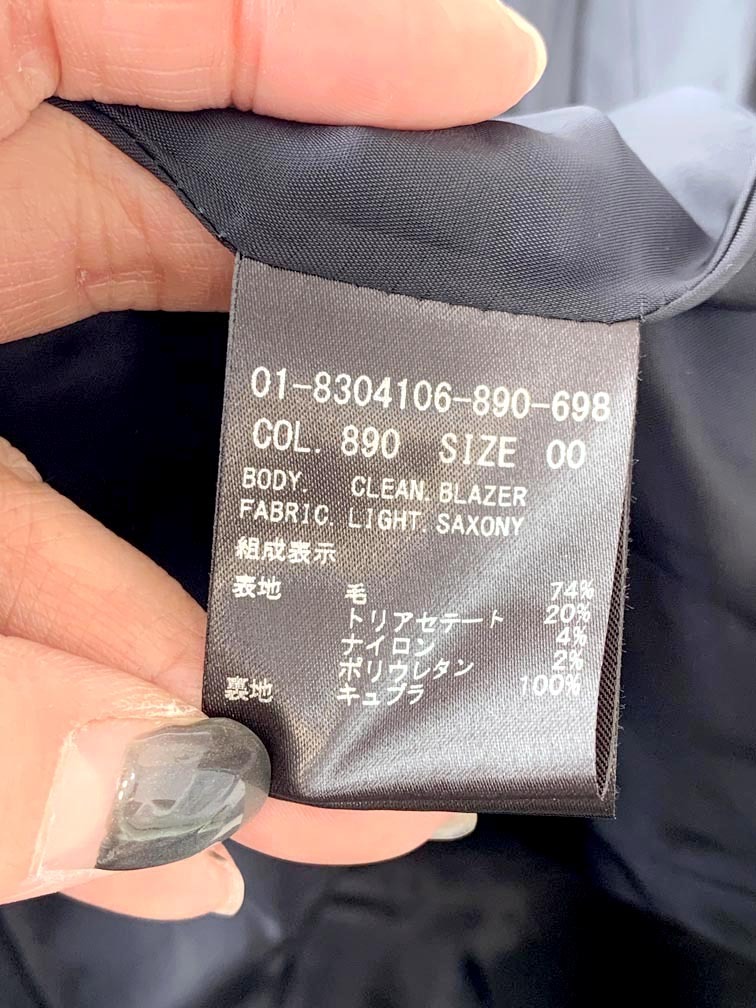 01-8304106-890-698
COL. 890 SIZE 00
BODY. CLEAN.BLAZER
FABRIC. LIGHT.SAXONY
組成表示
表地 毛 74%
トリアセテート 20%
ナイロン 4%
ポリウレタン 2%
裏地 キュプラ 100%